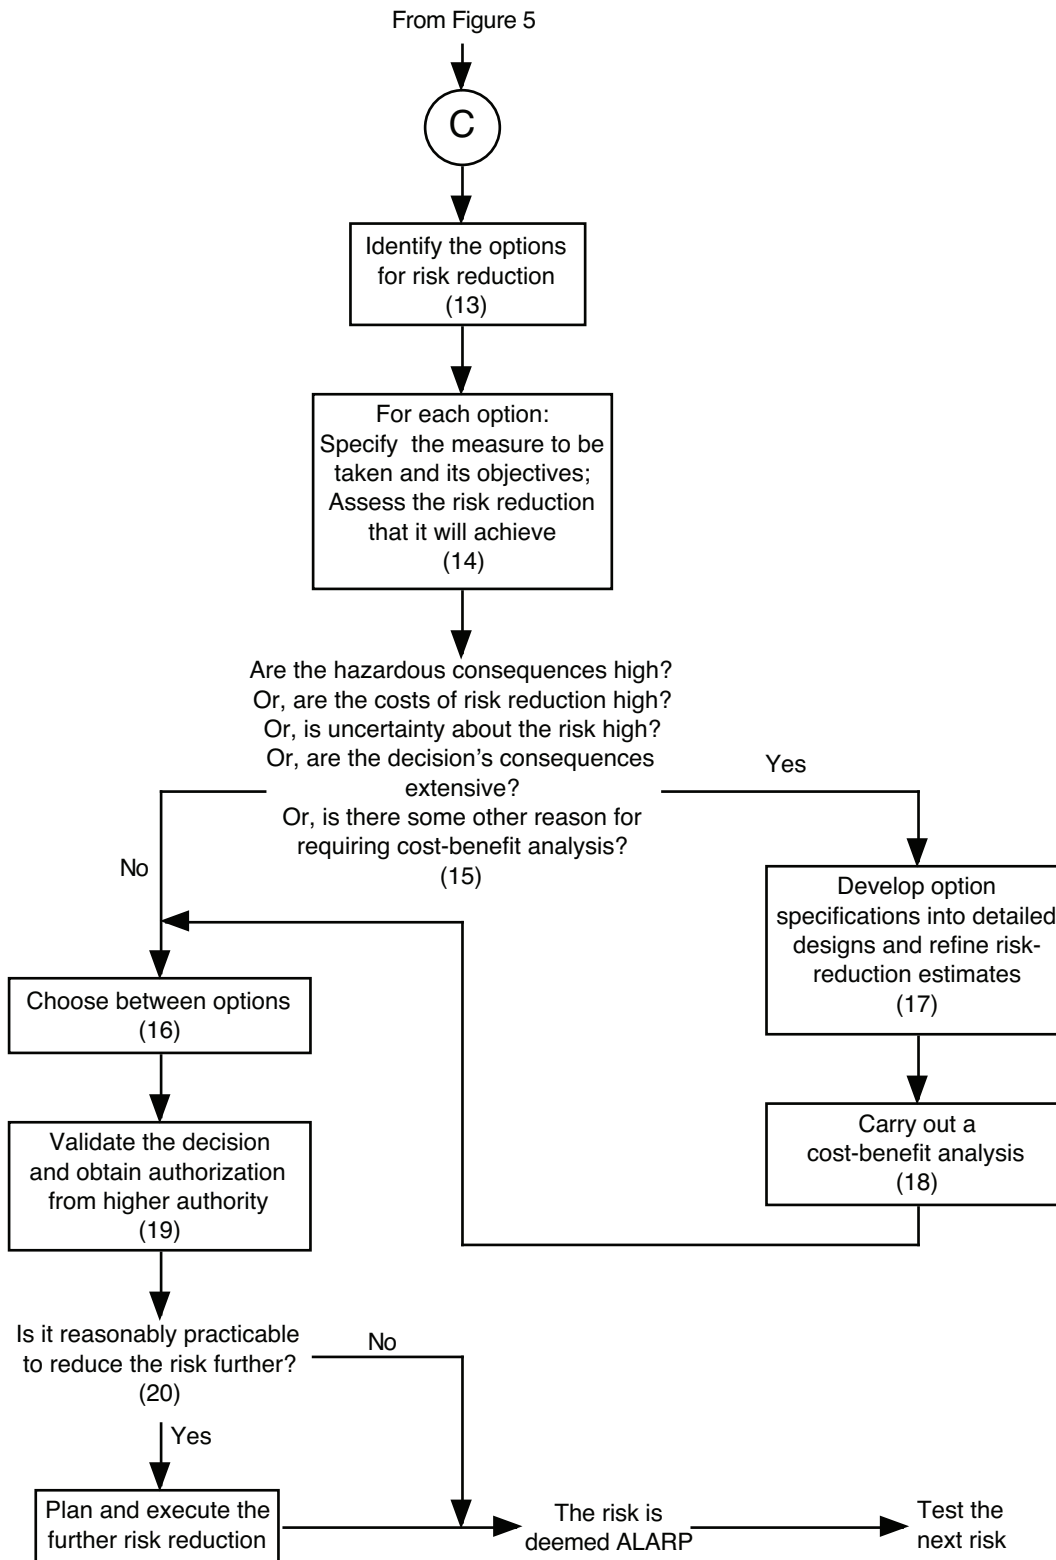 From Figure 5
C
Identify the options
for risk reduction
(13)
For each option:
Specify the measure to be
taken and its objectives;
Assess the risk reduction
that it will achieve
(14)
Are the hazardous consequences high?
Or, are the costs of risk reduction high?
Or, is uncertainty about the risk high?
Or, are the decision’s consequences
extensive?
Or, is there some other reason for
requiring cost-benefit analysis?
(15)
Yes
No
Develop option
specifications into detailed
designs and refine risk-
reduction estimates
(17)
Choose between options
(16)
Carry out a
cost-benefit analysis
(18)
Validate the decision
and obtain authorization
from higher authority
(19)
Is it reasonably practicable
to reduce the risk further?
(20)
No
Yes
Plan and execute the
further risk reduction
The risk is
deemed ALARP
Test the
next risk